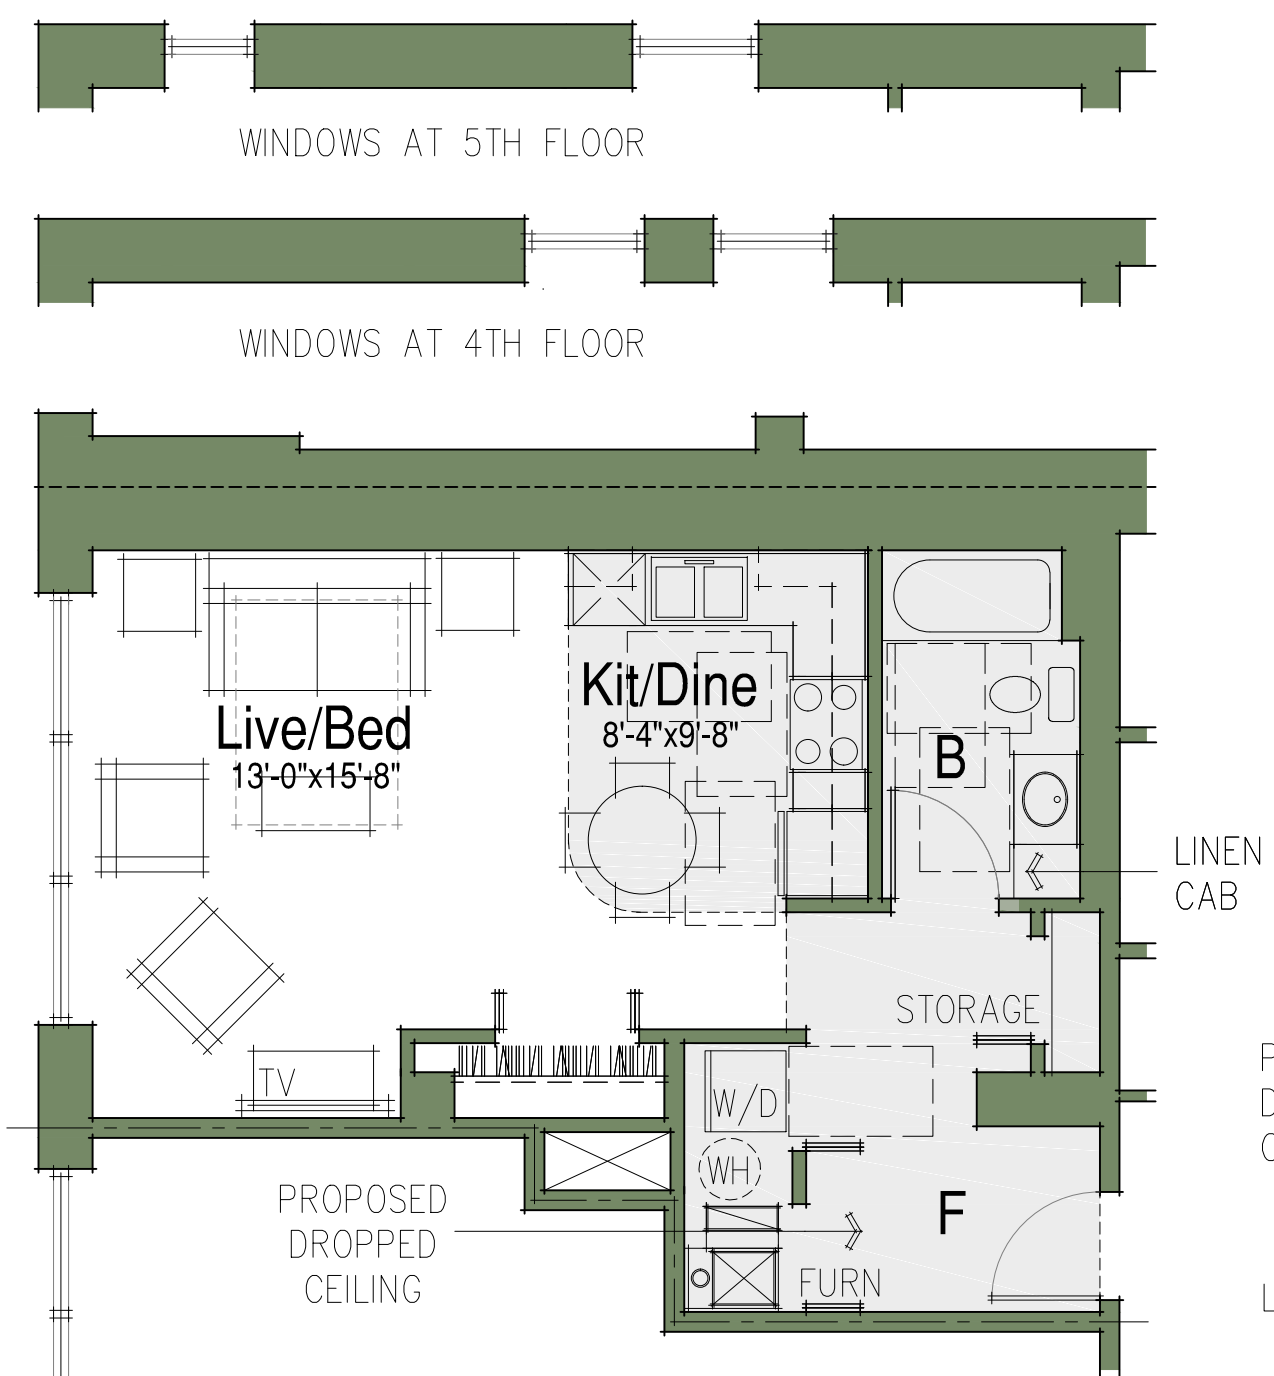 WINDOWS AT 5TH FLOOR
WINDOWS AT 4TH FLOOR
Live/Bed
13'-0"x15'-8"
Kit/Dine
8'-4"x9'-8"
B
LINEN
CAB
STORAGE
TV
W/D
WH
PROPOSED
DROPPED
CEILING
F
FURN
P
D
C
L